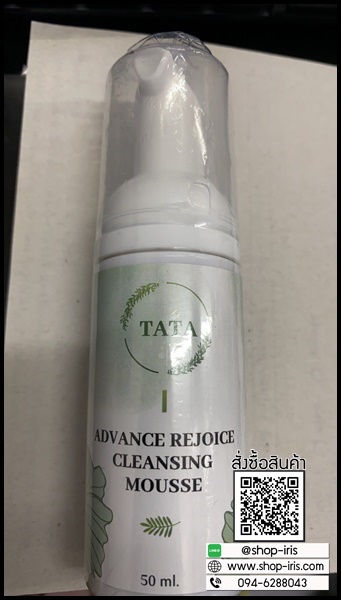 TATA
ADVANCE REJOICE
CLEANSING
MOUSSE
50 ml.
สั่งซื้อสินค้า
LINE @shop-iris
www.shop-iris.com
094-6288043